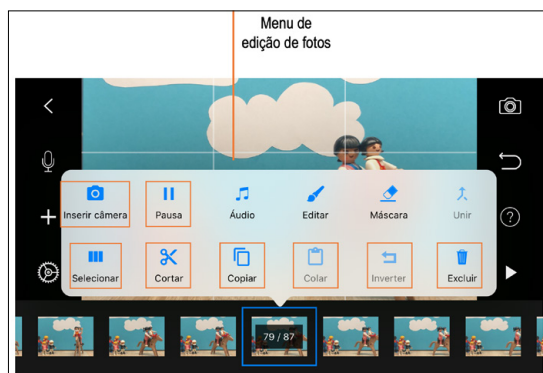 Menu de
edição de fotos
Inserir câmera
Pausa
Áudio
Editar
Máscara
Unir
?
Selecionar
Cortar
Copiar
Colar
Inverter
Excluir
79 / 87